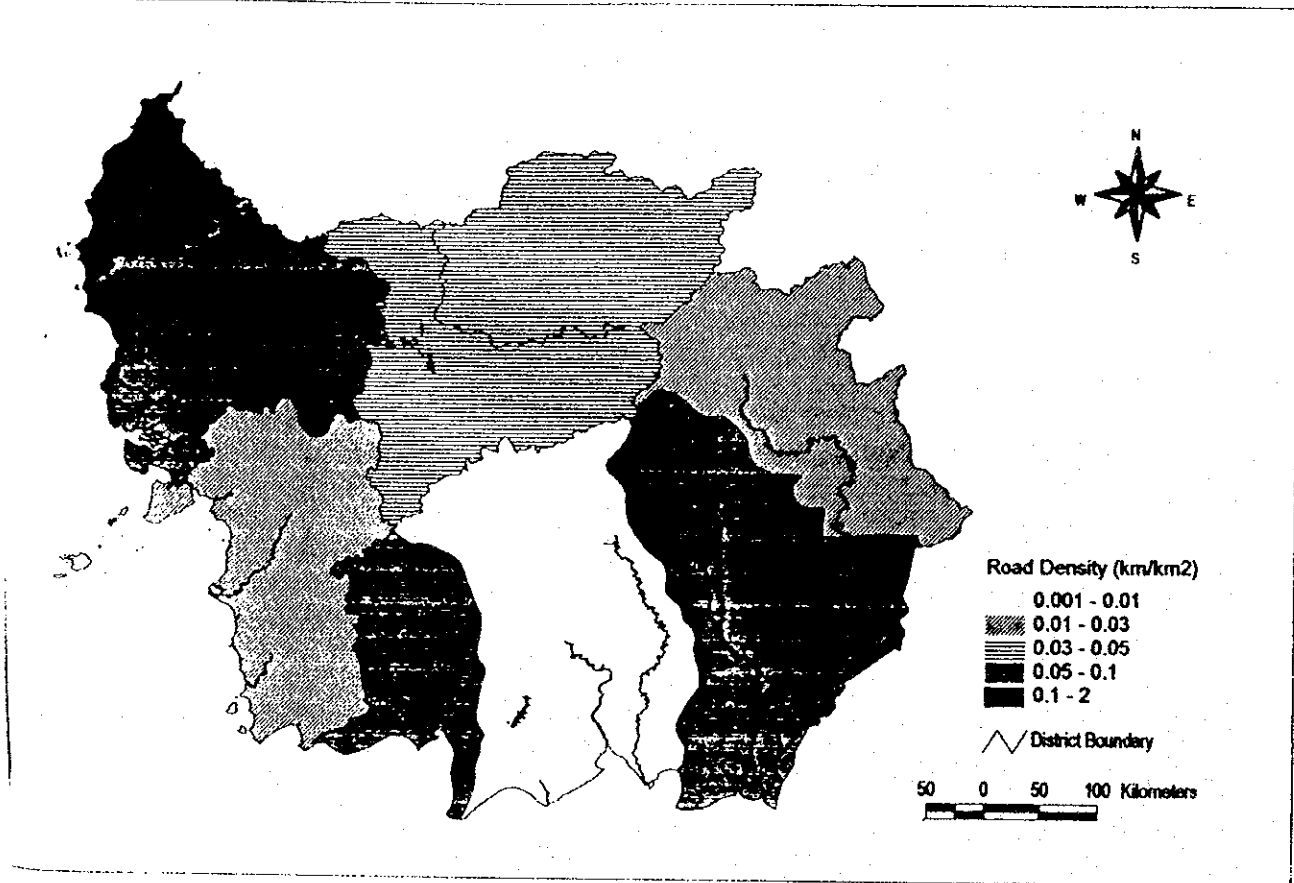 N
W E
S
Road Density (km/km2)
0.001 - 0.01
0.01 - 0.03
0.03 - 0.05
0.05 - 0.1
0.1 - 2
District Boundary
50 0 50 100 Kilometers